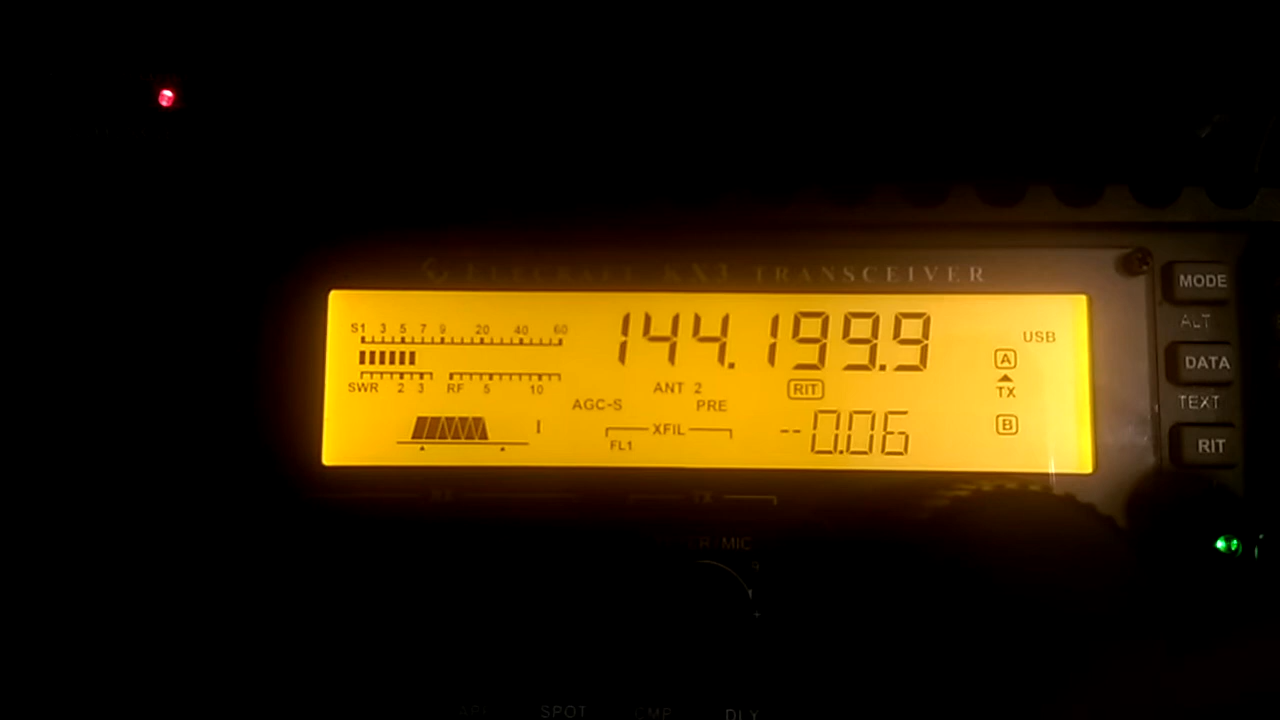 ELECRAFT KX3 TRANSCEIVER
S1 3 5 7 9 20 40 60
144.199.9
USB
A
SWR 2 3 RF 5 10
ANT 2
RIT
TX
AGC-S
PRE
B
I
XFIL
FL1
--0.06
MODE
ALT
DATA
TEXT
RIT
MIC
SPOT
CMP
DLY